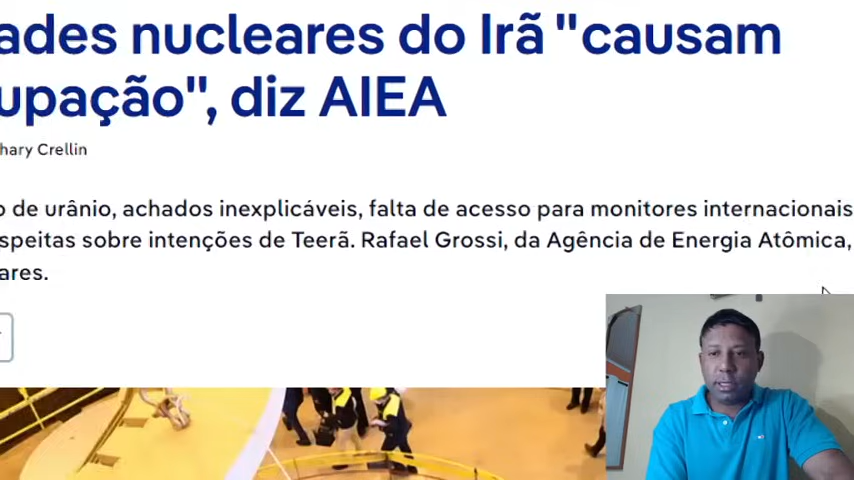 ades nucleares do Irã "causam
upação", diz AIEA
hary Crellin
o de urânio, achados inexplicáveis, falta de acesso para monitores internacionais
speitas sobre intenções de Teerã. Rafael Grossi, da Agência de Energia Atômica,
ares.